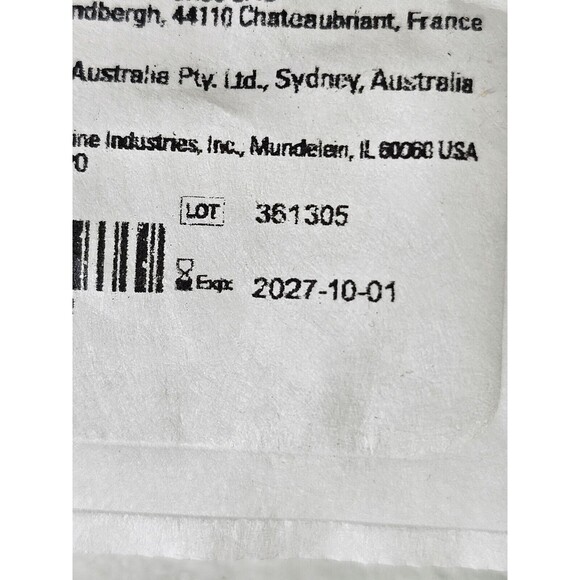 ndbergh, 44110 Chateaubriant, France
Australia Pty. Ltd., Sydney, Australia
ine Industries, Inc., Mundelein, IL 60060 USA
20
LOT 361305
Exp: 2027-10-01